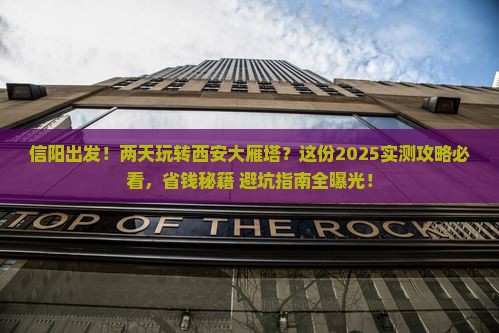 信阳出发！两天玩转西安大雁塔？这份2025实测攻略必
看，省钱秘籍 避坑指南全曝光！
TOP OF THE ROCK